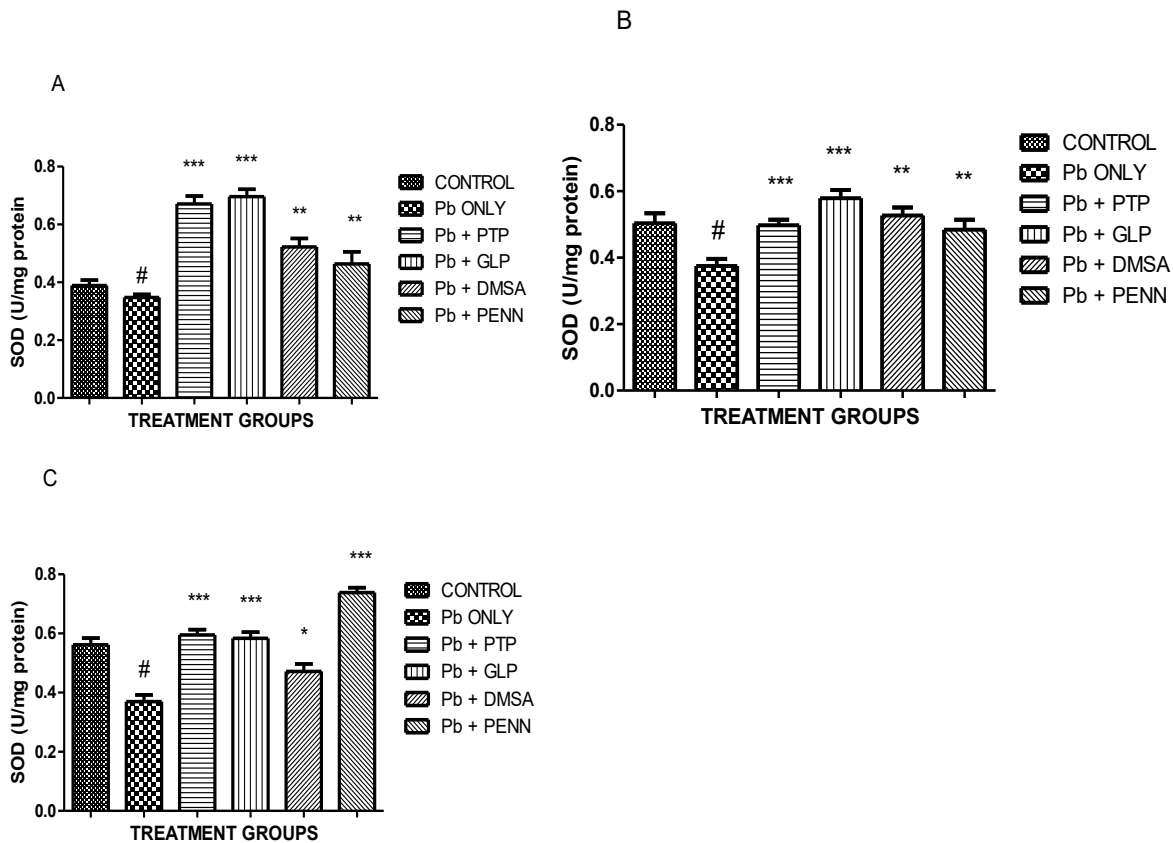 A
SOD (U/mg protein)
0.8
0.6
0.4
0.2
0.0
#
***
***
**
**
TREATMENT GROUPS
CONTROL
Pb ONLY
Pb + PTP
Pb + GLP
Pb + DMSA
Pb + PENN
B
SOD (U/mg protein)
0.8
0.6
0.4
0.2
0.0
#
***
***
**
**
TREATMENT GROUPS
CONTROL
Pb ONLY
Pb + PTP
Pb + GLP
Pb + DMSA
Pb + PENN
C
SOD (U/mg protein)
0.8
0.6
0.4
0.2
0.0
#
***
***
*
***
TREATMENT GROUPS
CONTROL
Pb ONLY
Pb + PTP
Pb + GLP
Pb + DMSA
Pb + PENN